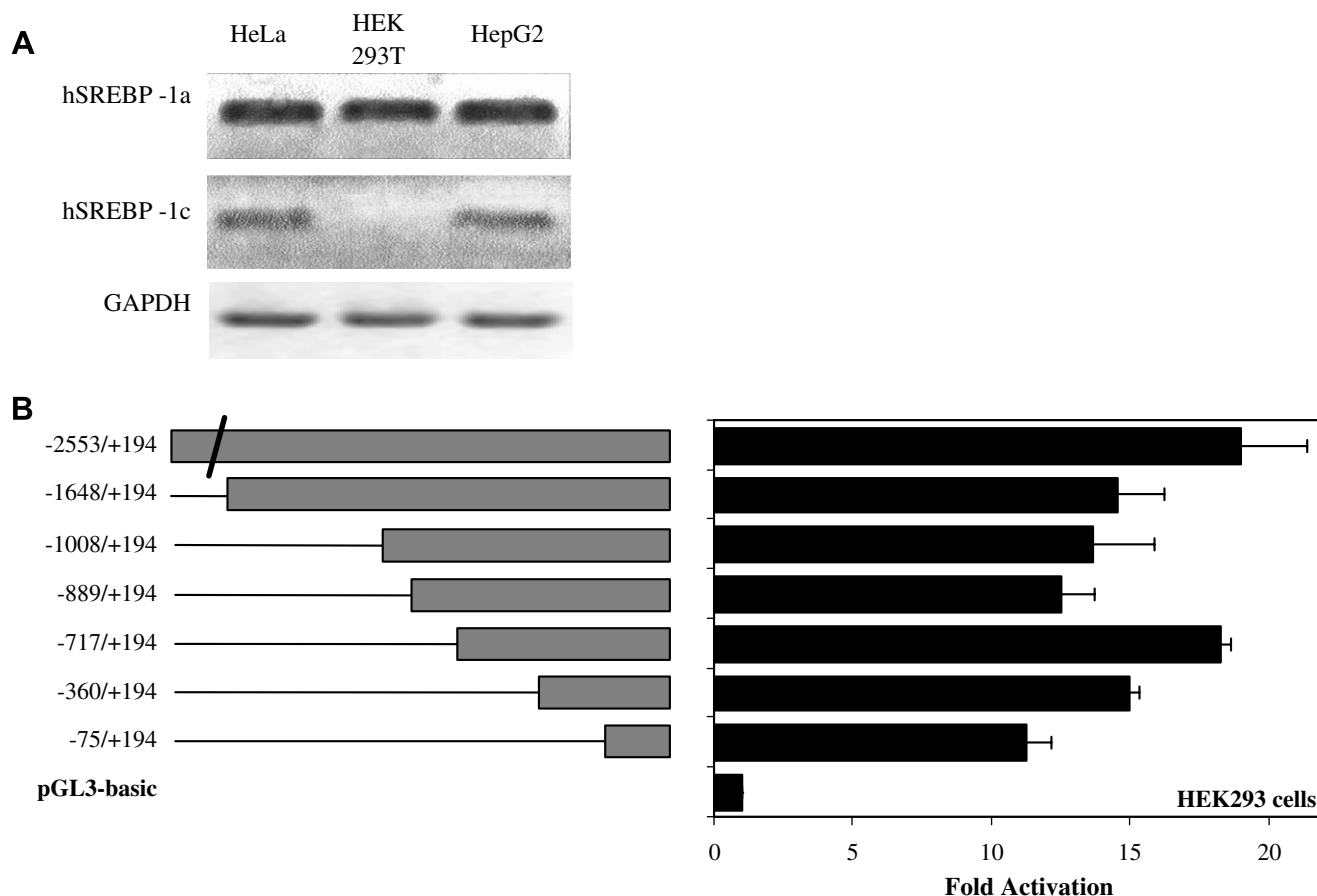 A
HeLa
HEK
293T
HepG2
hSREBP -1a
hSREBP -1c
GAPDH
B
-2553/+194
-1648/+194
-1008/+194
-889/+194
-717/+194
-360/+194
-75/+194
pGL3-basic
HEK293 cells
0 5 10 15 20
Fold Activation